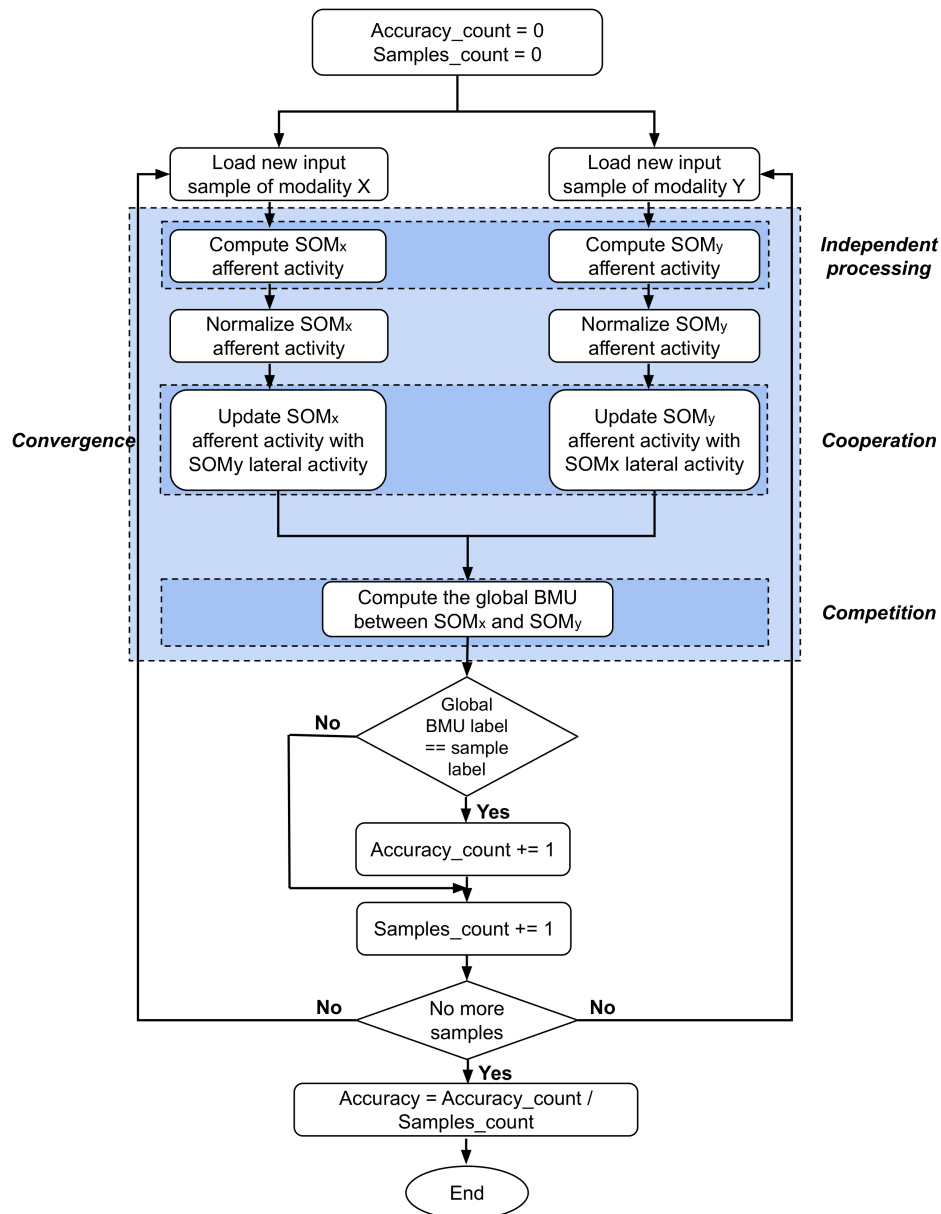 Accuracy_count = 0
Samples_count = 0
Load new input
sample of modality X
Load new input
sample of modality Y
Compute SOMx
afferent activity
Compute SOMy
afferent activity
Independent
processing
Normalize SOMx
afferent activity
Normalize SOMy
afferent activity
Convergence
Update SOMx
afferent activity with
SOMy lateral activity
Update SOMy
afferent activity with
SOMx lateral activity
Cooperation
Compute the global BMU
between SOMx and SOMy
Competition
Global
BMU label
== sample
label
No
Yes
Accuracy_count += 1
Samples_count += 1
No
No more
samples
No
Yes
Accuracy = Accuracy_count /
Samples_count
End